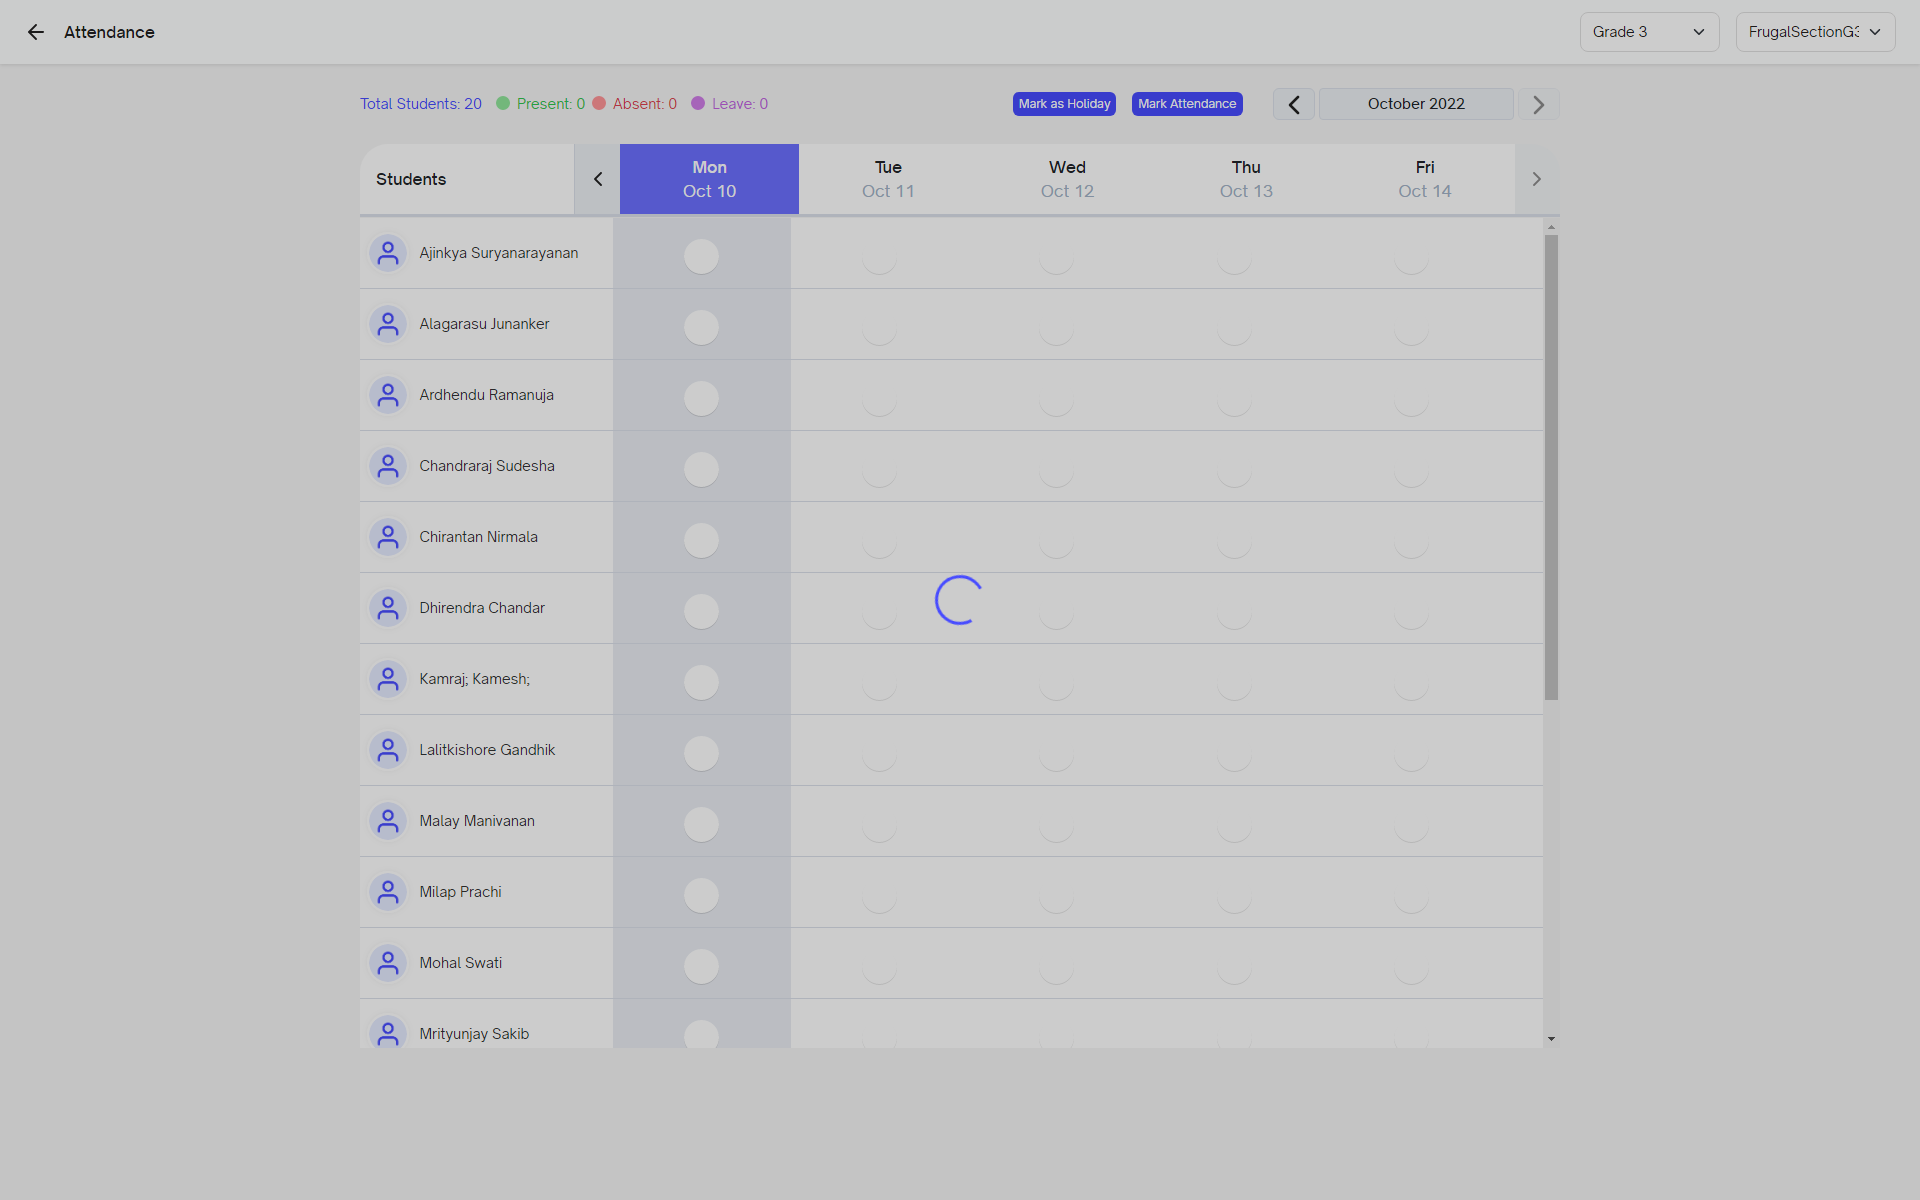 Attendance
Grade 3
FrugalSectionG3
Total Students: 20 Present: 0 Absent: 0 Leave: 0
Mark as Holiday
Mark Attendance
October 2022
Students
Mon
Oct 10
Tue
Oct 11
Wed
Oct 12
Thu
Oct 13
Fri
Oct 14
Ajinkya Suryanarayanan
Alagarasu Junanker
Ardhendu Ramanuja
Chandraraj Sudesha
Chirantan Nirmala
Dhirendra Chandar
Kamraj; Kamesh;
Lalitkishore Gandhik
Malay Manivanan
Milap Prachi
Mohal Swati
Mrityunjay Sakib